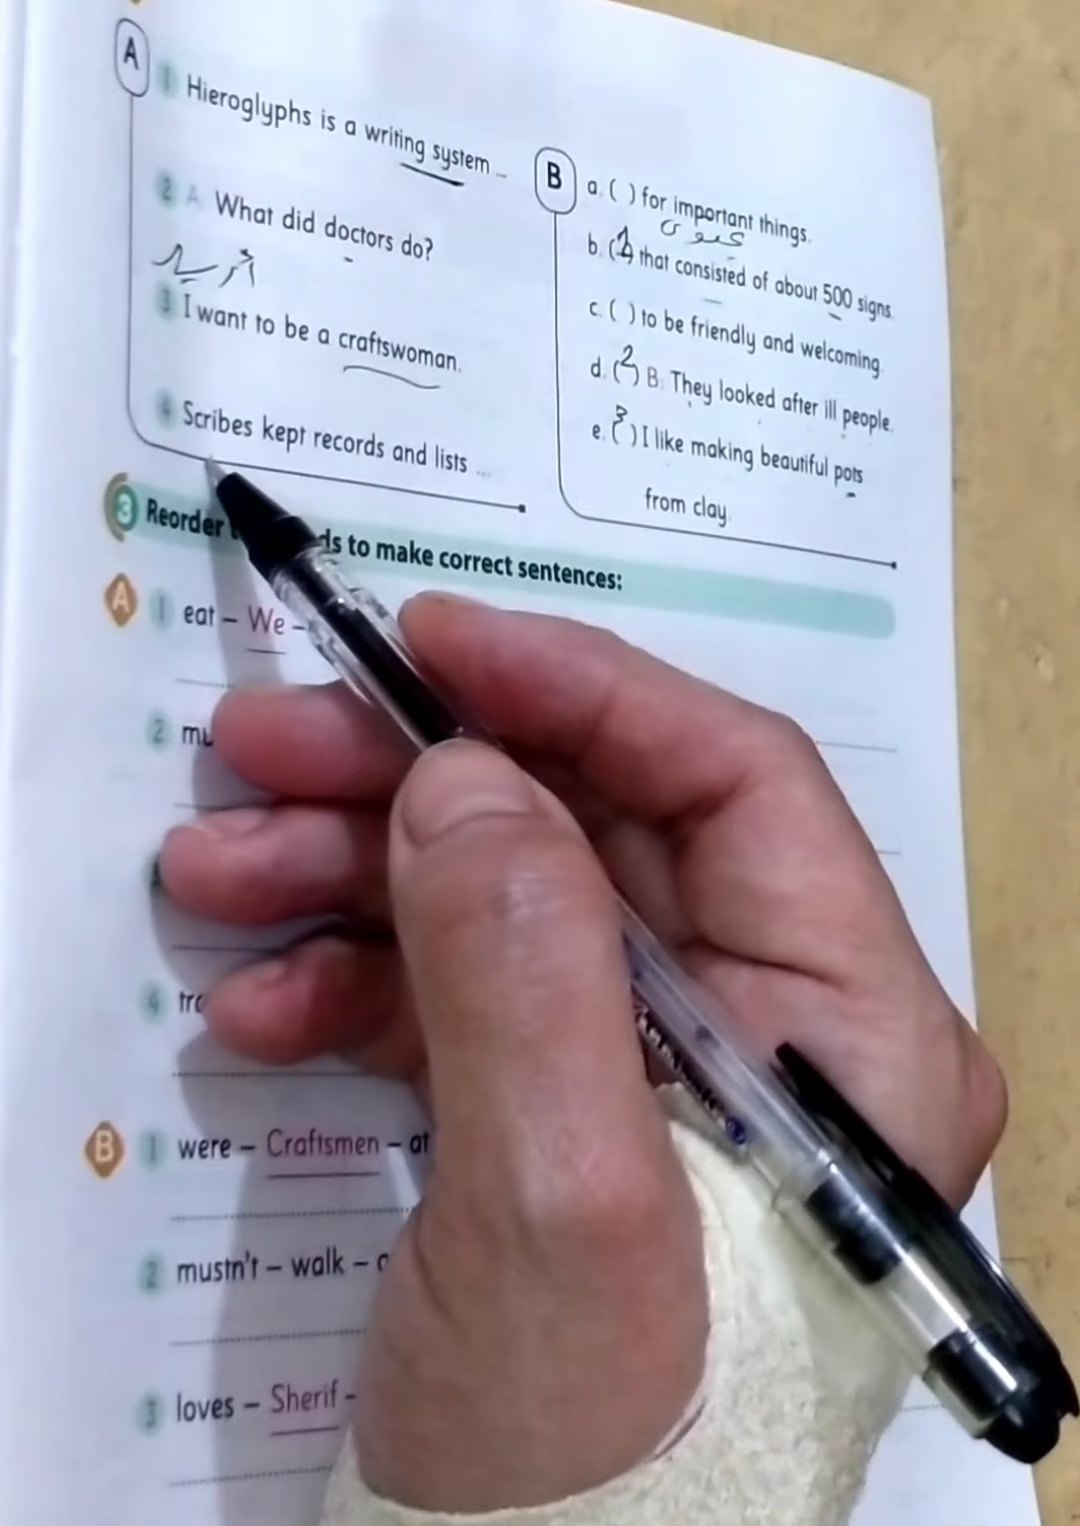 A
1 Hieroglyphs is a writing system ...
2 A. What did doctors do?
3 I want to be a craftswoman.
4 Scribes kept records and lists ...
B
a. ( ) for important things.
b. (1) that consisted of about 500 signs.
c. ( ) to be friendly and welcoming.
d. (2) B: They looked after ill people.
e. (3) I like making beautiful pots
from clay.
3 Reorder to make correct sentences:
A 1 eat – We –
2
4
B 1 were – Craftsmen – at
2 mustn't – walk –
3 loves – Sherif –